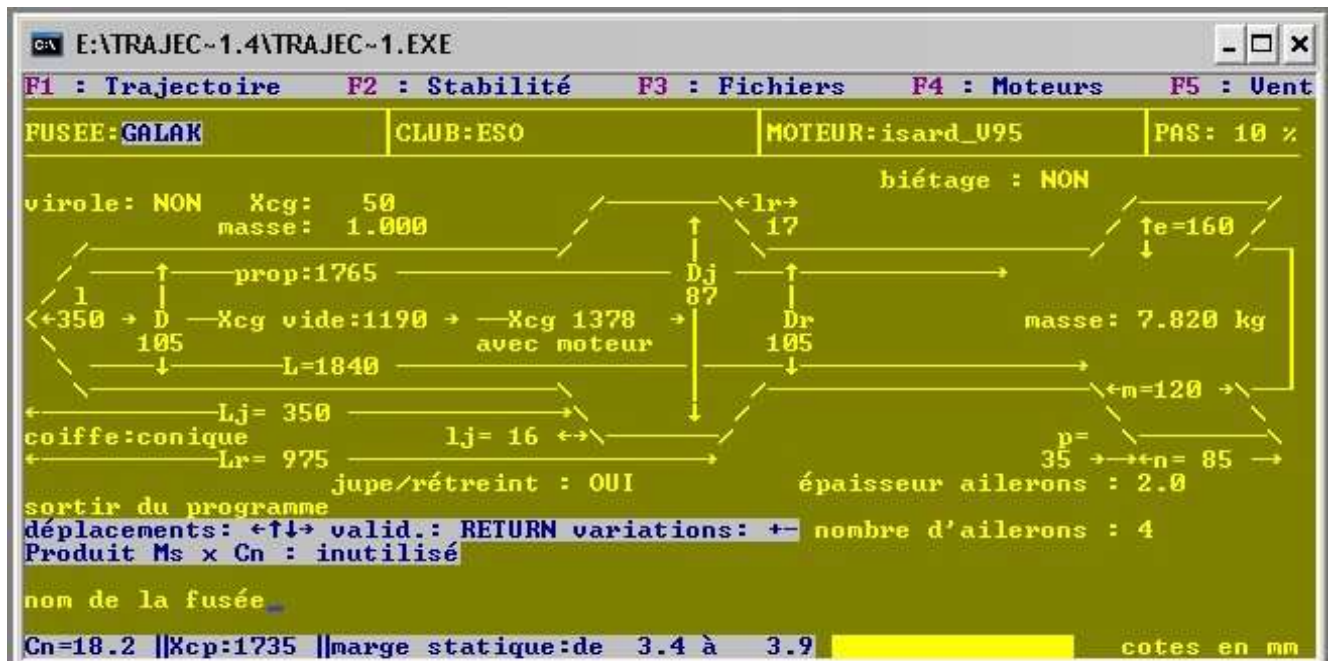 E:\TRAJEC~1.4\TRAJEC~1.EXE
F1 : Trajectoire F2 : Stabilité F3 : Fichiers F4 : Moteurs F5 : Vent
FUSEE:GALAK CLUB:ESO MOTEUR:isard_V95 PAS: 10 %
biétage : NON
virole: NON Xcg: 50 ←lr→
masse: 1.000 17 ↑e=160
prop:1765 Dj
l 87
←350 → D Xcg vide:1190 → Xcg 1378 → Dr masse: 7.820 kg
105 avec moteur 105
L=1840
←m=120 →
Lj= 350
coiffe:conique lj= 16 ←→ p=
Lr= 975 35 →←n= 85 →
jupe/rétreint : OUI épaisseur ailerons : 2.0
sortir du programme
déplacements: ←↑↓→ valid.: RETURN variations: +- nombre d'ailerons : 4
Produit Ms x Cn : inutilisé
nom de la fusée_
Cn=18.2 ||Xcp:1735 ||marge statique:de 3.4 à 3.9 cotes en mm